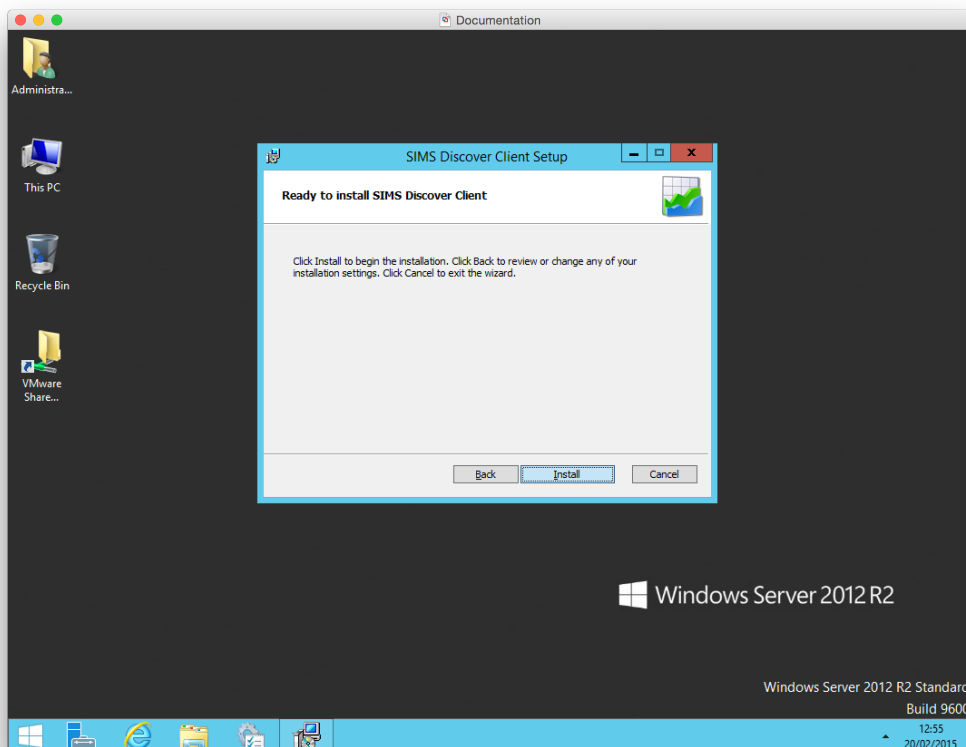 Documentation
Administra...
This PC
Recycle Bin
VMware
Share...
SIMS Discover Client Setup
Ready to install SIMS Discover Client
Click Install to begin the installation. Click Back to review or change any of your
installation settings. Click Cancel to exit the wizard.
Back
Install
Cancel
Windows Server 2012 R2
Windows Server 2012 R2 Standard
Build 9600
12:55
20/02/2015